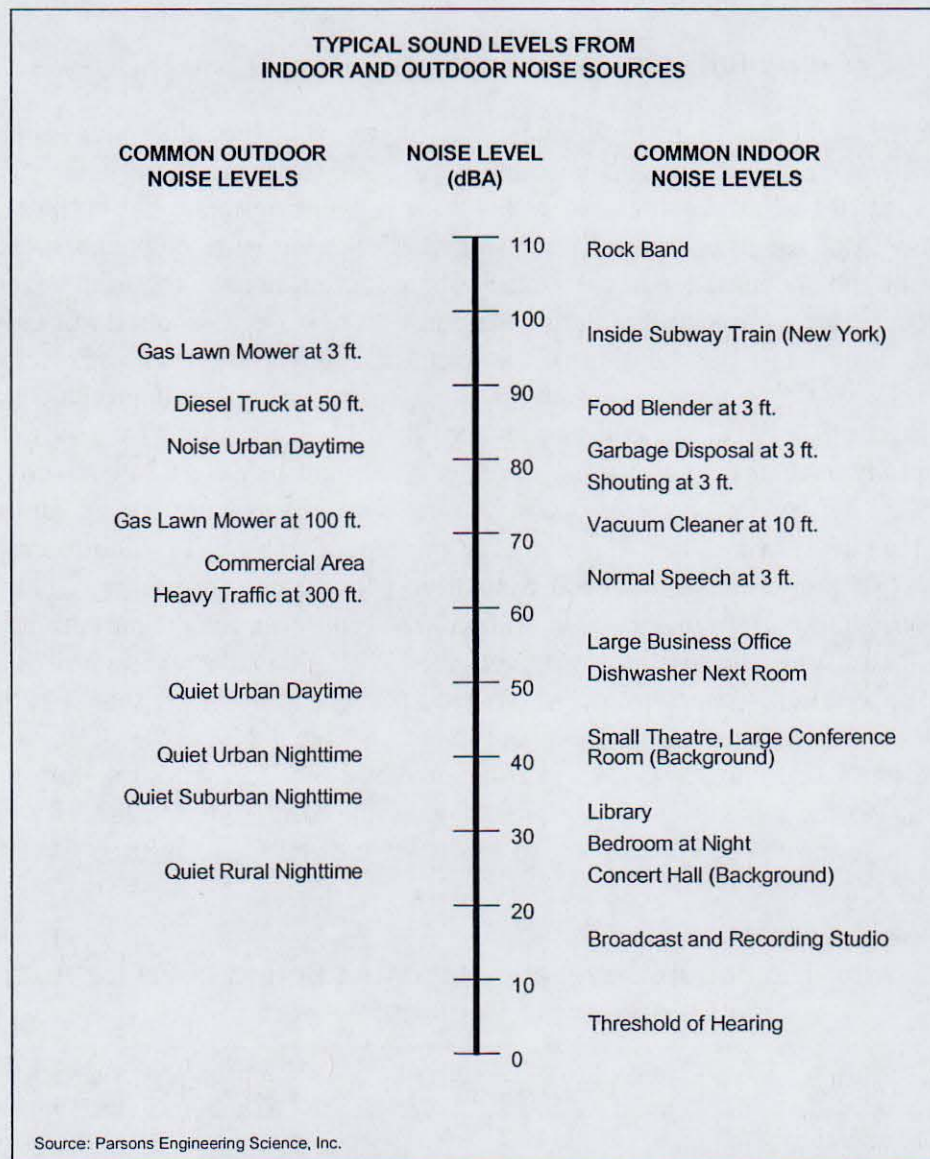 TYPICAL SOUND LEVELS FROM
INDOOR AND OUTDOOR NOISE SOURCES
COMMON OUTDOOR
NOISE LEVELS
NOISE LEVEL
(dBA)
COMMON INDOOR
NOISE LEVELS
110
Rock Band
100
Inside Subway Train (New York)
Gas Lawn Mower at 3 ft.
90
Diesel Truck at 50 ft.
Food Blender at 3 ft.
Noise Urban Daytime
Garbage Disposal at 3 ft.
80
Shouting at 3 ft.
Gas Lawn Mower at 100 ft.
Vacuum Cleaner at 10 ft.
70
Commercial Area
Normal Speech at 3 ft.
Heavy Traffic at 300 ft.
60
Large Business Office
Dishwasher Next Room
50
Quiet Urban Daytime
Small Theatre, Large Conference
Room (Background)
Quiet Urban Nighttime
40
Quiet Suburban Nighttime
Library
30
Bedroom at Night
Quiet Rural Nighttime
Concert Hall (Background)
20
Broadcast and Recording Studio
10
Threshold of Hearing
0
Source: Parsons Engineering Science, Inc.